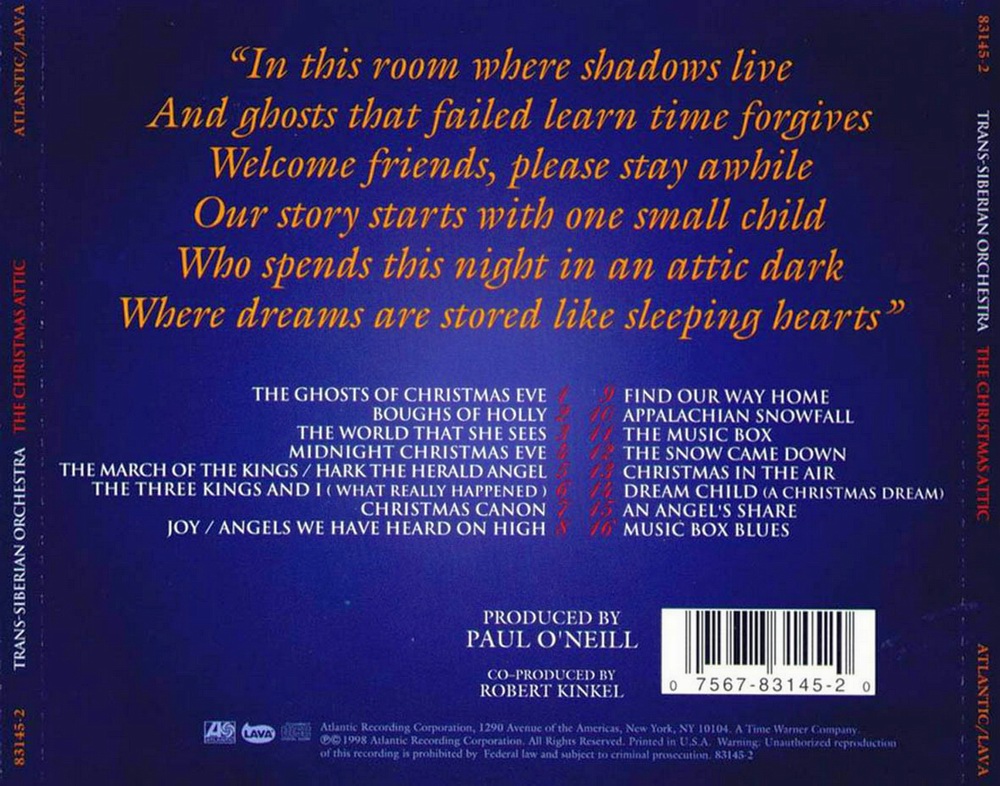 ATLANTIC/LAVA
THE CHRISTMAS ATTIC
TRANS-SIBERIAN ORCHESTRA
83145-2
“In this room where shadows live
And ghosts that failed learn time forgives
Welcome friends, please stay awhile
Our story starts with one small child
Who spends this night in an attic dark
Where dreams are stored like sleeping hearts”
THE GHOSTS OF CHRISTMAS EVE 1
BOUGHS OF HOLLY 2
THE WORLD THAT SHE SEES 3
MIDNIGHT CHRISTMAS EVE 4
THE MARCH OF THE KINGS / HARK THE HERALD ANGEL 5
THE THREE KINGS AND I ( WHAT REALLY HAPPENED ) 6
CHRISTMAS CANON 7
JOY / ANGELS WE HAVE HEARD ON HIGH 8
9 FIND OUR WAY HOME
10 APPALACHIAN SNOWFALL
11 THE MUSIC BOX
12 THE SNOW CAME DOWN
13 CHRISTMAS IN THE AIR
14 DREAM CHILD (A CHRISTMAS DREAM)
15 AN ANGEL'S SHARE
16 MUSIC BOX BLUES
PRODUCED BY
PAUL O'NEILL
CO-PRODUCED BY
ROBERT KINKEL
0 7567-83145-2 0
LAVA
Atlantic Recording Corporation, 1290 Avenue of the Americas, New York, NY 10104. A Time Warner Company.
℗© 1998 Atlantic Recording Corporation. All Rights Reserved. Printed in U.S.A. Warning: Unauthorized reproduction
of this recording is prohibited by Federal law and subject to criminal prosecution. 83145-2
83145-2
TRANS-SIBERIAN ORCHESTRA
THE CHRISTMAS ATTIC
ATLANTIC/LAVA